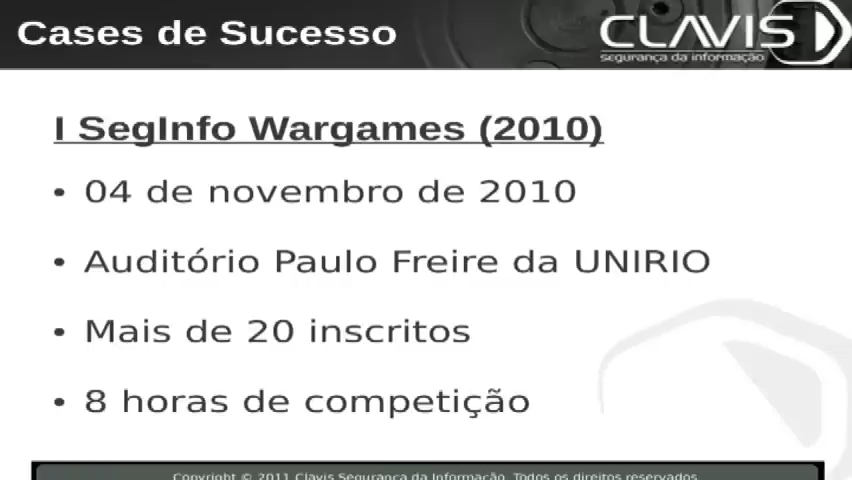 Cases de Sucesso
CLAVIS
segurança da informação
I SegInfo Wargames (2010)
• 04 de novembro de 2010
• Auditório Paulo Freire da UNIRIO
• Mais de 20 inscritos
• 8 horas de competição
Copyright © 2011 Clavis Segurança da Informação. Todos os direitos reservados.